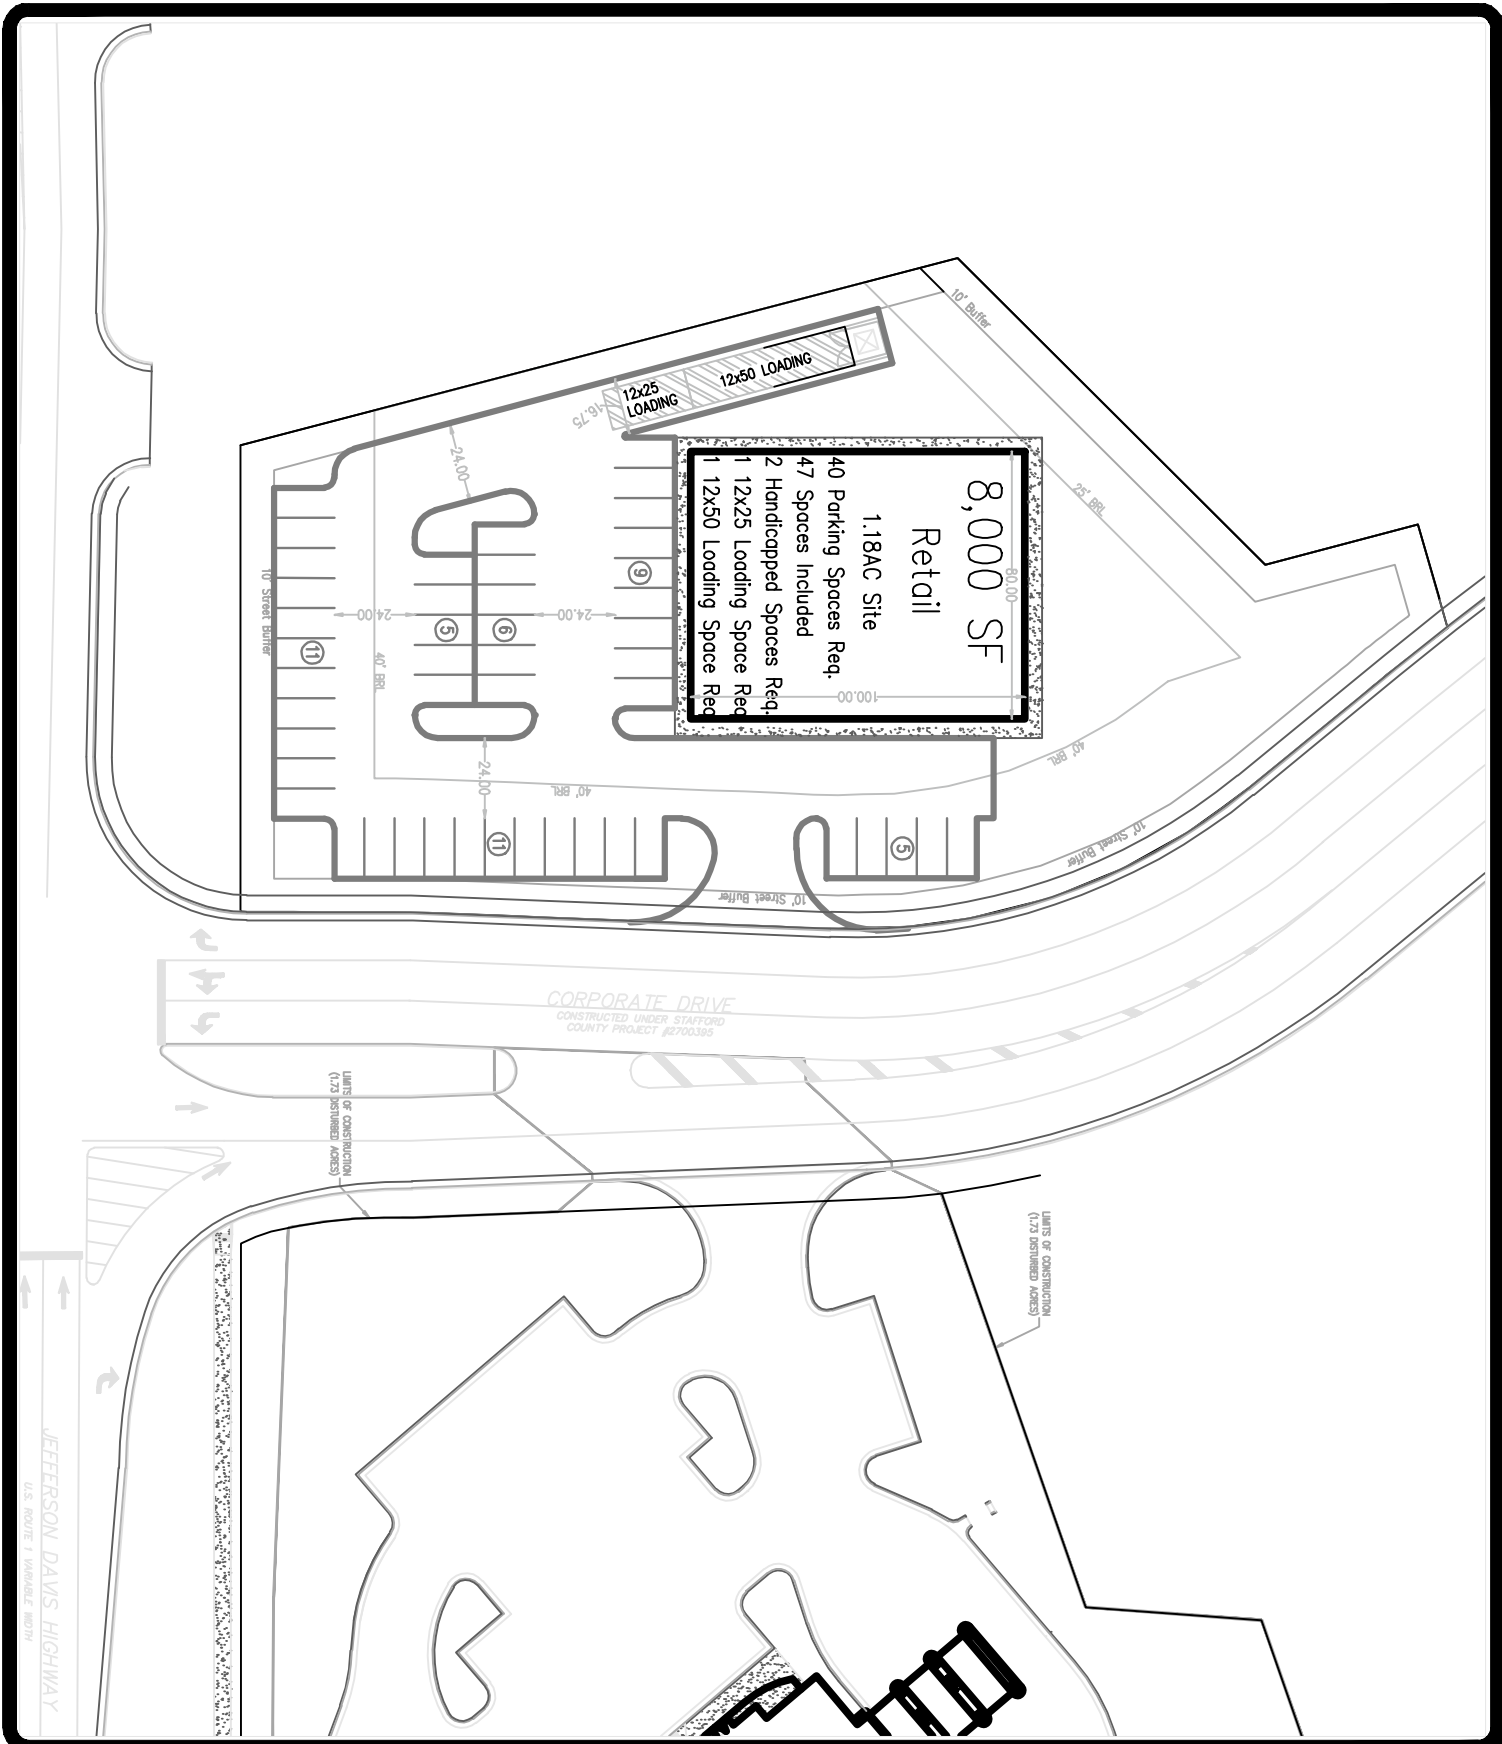 8,000 SF
Retail
1.18AC Site
40 Parking Spaces Req.
47 Spaces Included
2 Handicapped Spaces Req.
1 12x25 Loading Space Req
1 12x50 Loading Space Req
80.00
100.00
12x25
LOADING
12x50 LOADING
16.75
10' Buffer
25' BRL
24.00
24.00
24.00
24.00
9
6
5
11
11
5
10' Street Buffer
40' BRL
40' BRL
40' BRL
10' Street Buffer
10' Street Buffer
CORPORATE DRIVE
CONSTRUCTED UNDER STAFFORD
COUNTY PROJECT #2700395
LIMITS OF CONSTRUCTION
(1.73 DISTURBED ACRES)
LIMITS OF CONSTRUCTION
(1.73 DISTURBED ACRES)
JEFFERSON DAVIS HIGHWAY
U.S. ROUTE 1 VARIABLE WIDTH